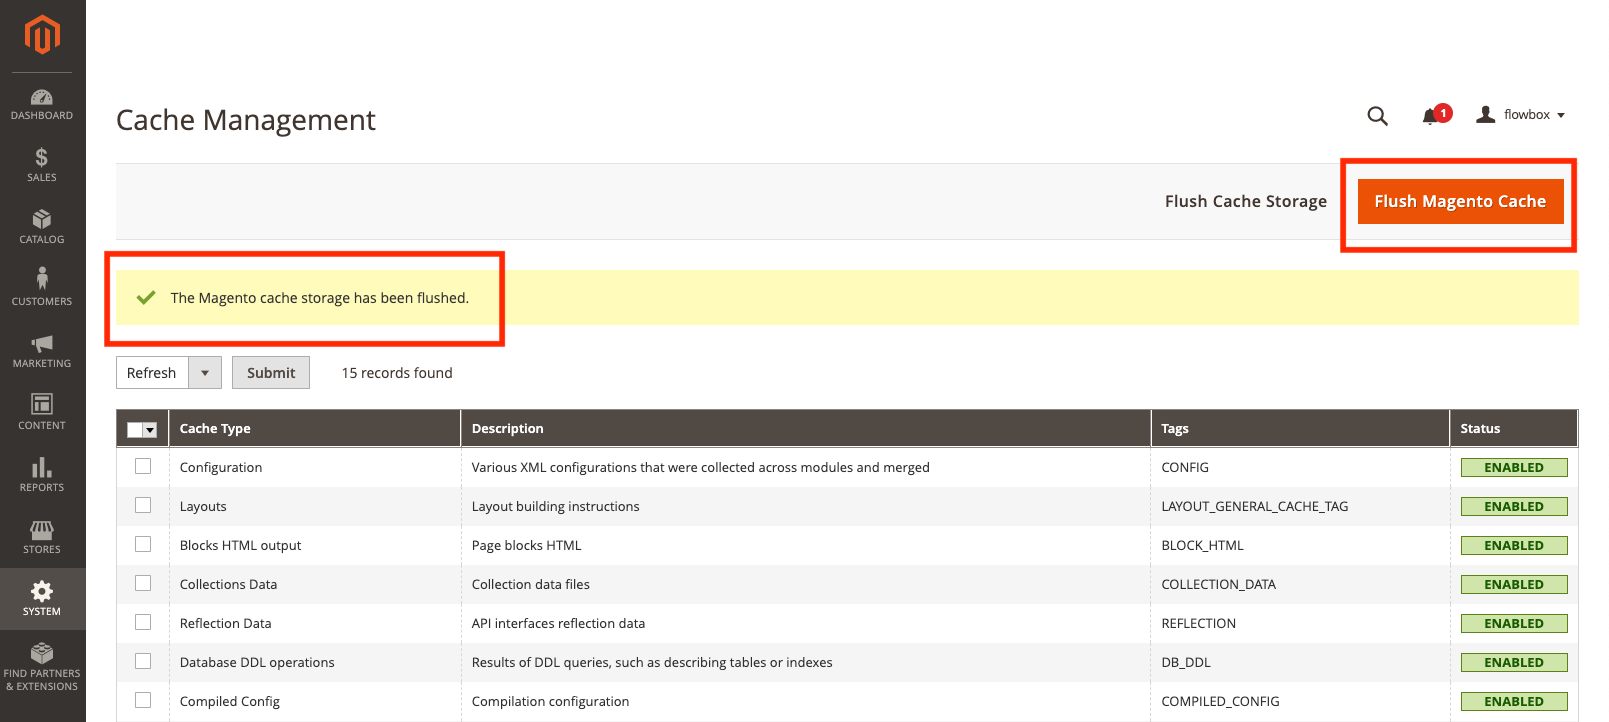 DASHBOARD
SALES
CATALOG
CUSTOMERS
MARKETING
CONTENT
REPORTS
STORES
SYSTEM
FIND PARTNERS
& EXTENSIONS
Cache Management
1
flowbox
Flush Cache Storage
Flush Magento Cache
The Magento cache storage has been flushed.
Refresh
Submit
15 records found
Cache Type Description Tags Status
Configuration Various XML configurations that were collected across modules and merged CONFIG ENABLED
Layouts Layout building instructions LAYOUT_GENERAL_CACHE_TAG ENABLED
Blocks HTML output Page blocks HTML BLOCK_HTML ENABLED
Collections Data Collection data files COLLECTION_DATA ENABLED
Reflection Data API interfaces reflection data REFLECTION ENABLED
Database DDL operations Results of DDL queries, such as describing tables or indexes DB_DDL ENABLED
Compiled Config Compilation configuration COMPILED_CONFIG ENABLED